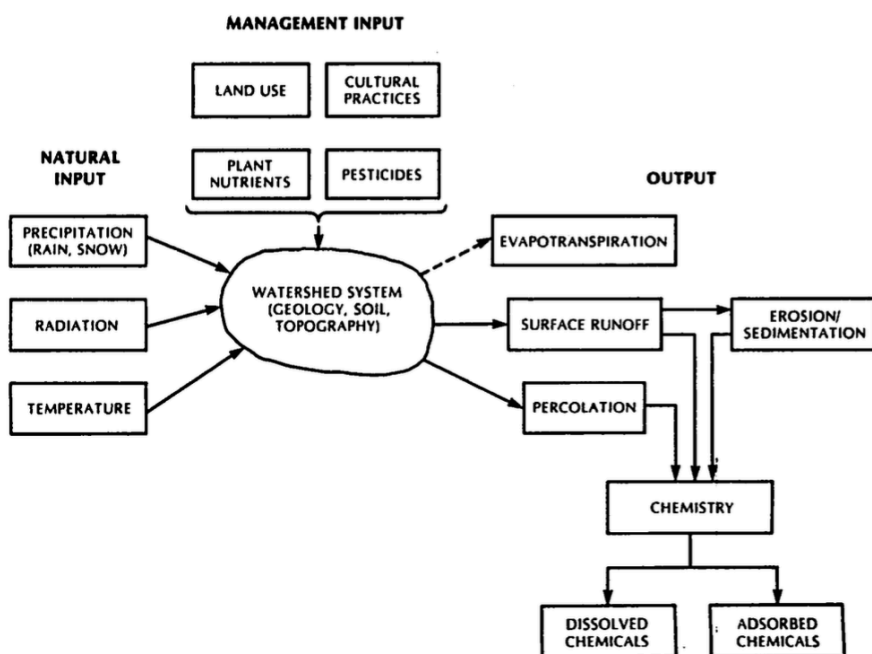 MANAGEMENT INPUT
LAND USE
CULTURAL
PRACTICES
NATURAL
INPUT
PLANT
NUTRIENTS
PESTICIDES
OUTPUT
PRECIPITATION
(RAIN, SNOW)
EVAPOTRANSPIRATION
WATERSHED SYSTEM
(GEOLOGY, SOIL,
TOPOGRAPHY)
RADIATION
SURFACE RUNOFF
EROSION/
SEDIMENTATION
TEMPERATURE
PERCOLATION
CHEMISTRY
DISSOLVED
CHEMICALS
ADSORBED
CHEMICALS